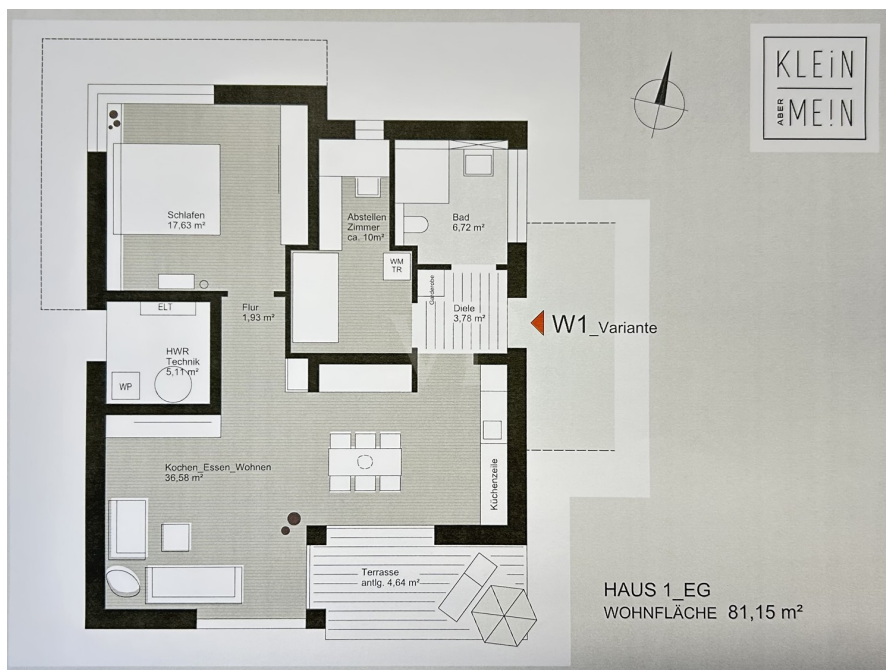 KLEiN
ABER
ME!N
Schlafen
17,63 m²
Abstellen
Zimmer
ca. 10m²
Bad
6,72 m²
WM
TR
Garderobe
Diele
3,78 m²
W1_Variante
ELT
Flur
1,93 m²
HWR
Technik
5,11 m²
WP
Kochen_Essen_Wohnen
36,58 m²
Küchenzeile
Terrasse
antlg. 4,64 m²
HAUS 1_EG
WOHNFLÄCHE 81,15 m²